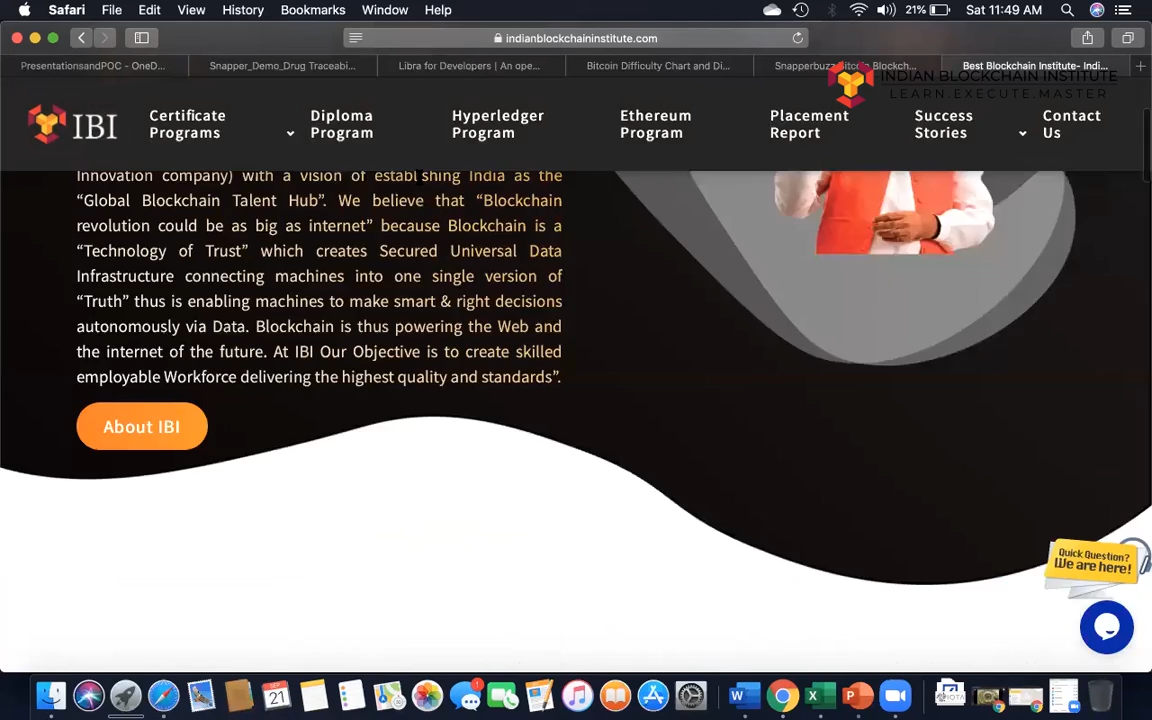 Safari File Edit View History Bookmarks Window Help 21% Sat 11:49 AM
indianblockchaininstitute.com
PresentationsandPOC - OneD... Snapper_Demo_Drug Traceabi... Libra for Developers | An ope... Bitcoin Difficulty Chart and Di... Snapperbuzz Bitcoin Blockch... Best Blockchain Institute- Indi...
INDIAN BLOCKCHAIN INSTITUTE
LEARN.EXECUTE.MASTER
IBI
Certificate
Programs
Diploma
Program
Hyperledger
Program
Ethereum
Program
Placement
Report
Success
Stories
Contact
Us
Innovation company) with a vision of establishing India as the
“Global Blockchain Talent Hub”. We believe that “Blockchain
revolution could be as big as internet” because Blockchain is a
“Technology of Trust” which creates Secured Universal Data
Infrastructure connecting machines into one single version of
“Truth” thus is enabling machines to make smart & right decisions
autonomously via Data. Blockchain is thus powering the Web and
the internet of the future. At IBI Our Objective is to create skilled
employable Workforce delivering the highest quality and standards”.
About IBI
Quick Question?
We are here!
SEP
21
1